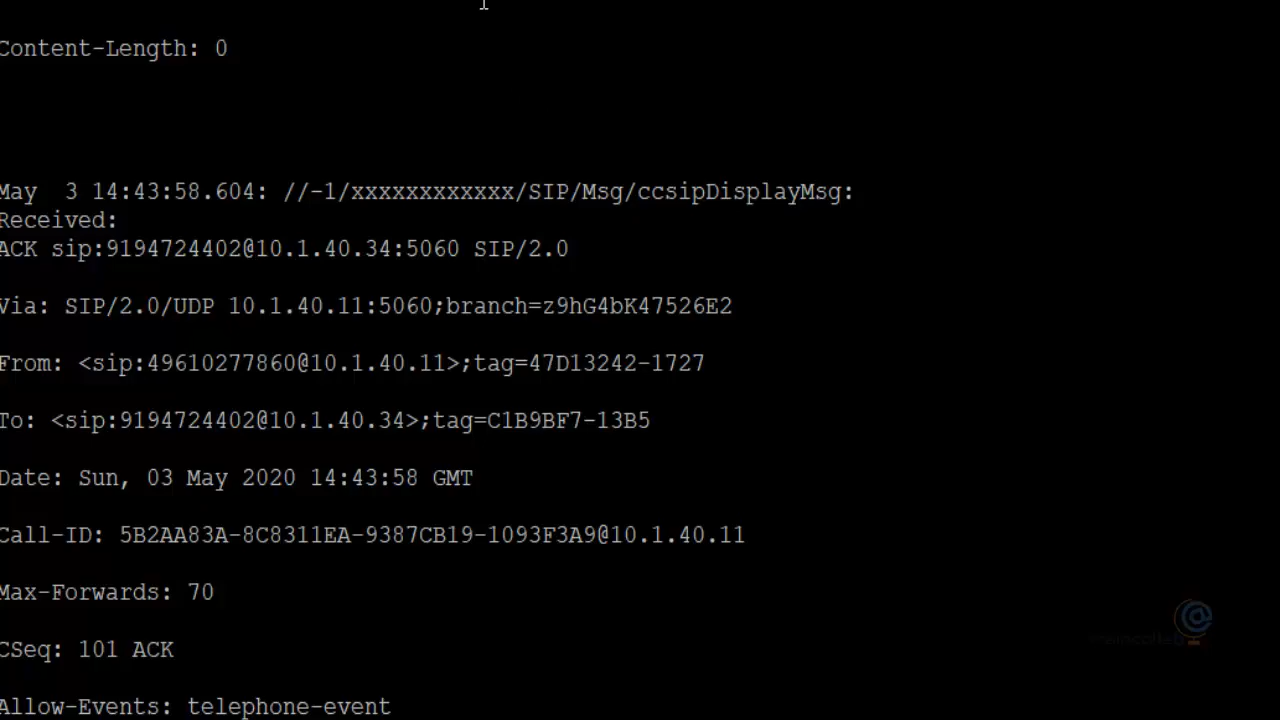 Content-Length: 0
May  3 14:43:58.604: //-1/xxxxxxxxxxxx/SIP/Msg/ccsipDisplayMsg:
Received:
ACK sip:9194724402@10.1.40.34:5060 SIP/2.0
Via: SIP/2.0/UDP 10.1.40.11:5060;branch=z9hG4bK47526E2
From: <sip:49610277860@10.1.40.11>;tag=47D13242-1727
To: <sip:9194724402@10.1.40.34>;tag=C1B9BF7-13B5
Date: Sun, 03 May 2020 14:43:58 GMT
Call-ID: 5B2AA83A-8C8311EA-9387CB19-1093F3A9@10.1.40.11
Max-Forwards: 70
CSeq: 101 ACK
Allow-Events: telephone-event